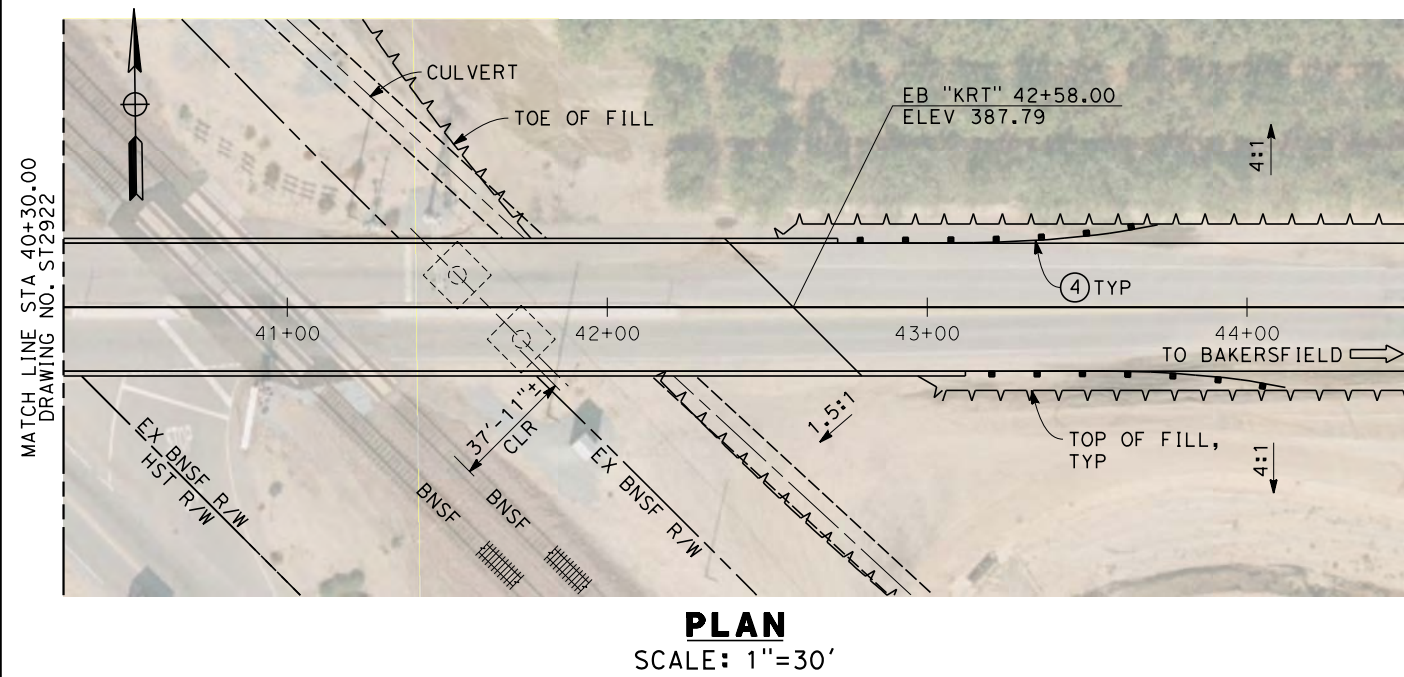 CULVERT
TOE OF FILL
EB "KRT" 42+58.00
ELEV 387.79
4:1
MATCH LINE STA 40+30.00
DRAWING NO. ST2922
4 TYP
41+00
42+00
43+00
44+00
TO BAKERSFIELD
37'-11"±
CLR
1.5:1
EX BNSF R/W
HST R/W
BNSF
BNSF
EX BNSF R/W
TOP OF FILL,
TYP
4:1
PLAN
SCALE: 1"=30'